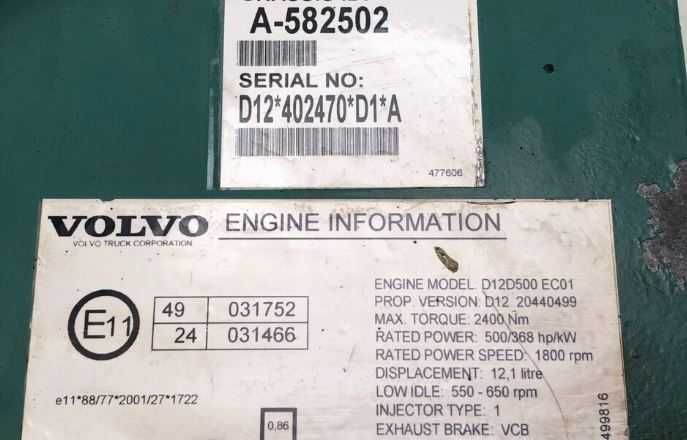 A-582502
SERIAL NO:
D12*402470*D1*A
477606
VOLVO ENGINE INFORMATION
VOLVO TRUCK CORPORATION
E11
49 031752
24 031466
e11*88/77*2001/27*1722
0,86
ENGINE MODEL: D12D500 EC01
PROP. VERSION: D12 20440499
MAX. TORQUE: 2400 Nm
RATED POWER: 500/368 hp/kW
RATED POWER SPEED: 1800 rpm
DISPLACEMENT: 12,1 litre
LOW IDLE: 550 - 650 rpm
INJECTOR TYPE: 1
EXHAUST BRAKE: VCB
499816